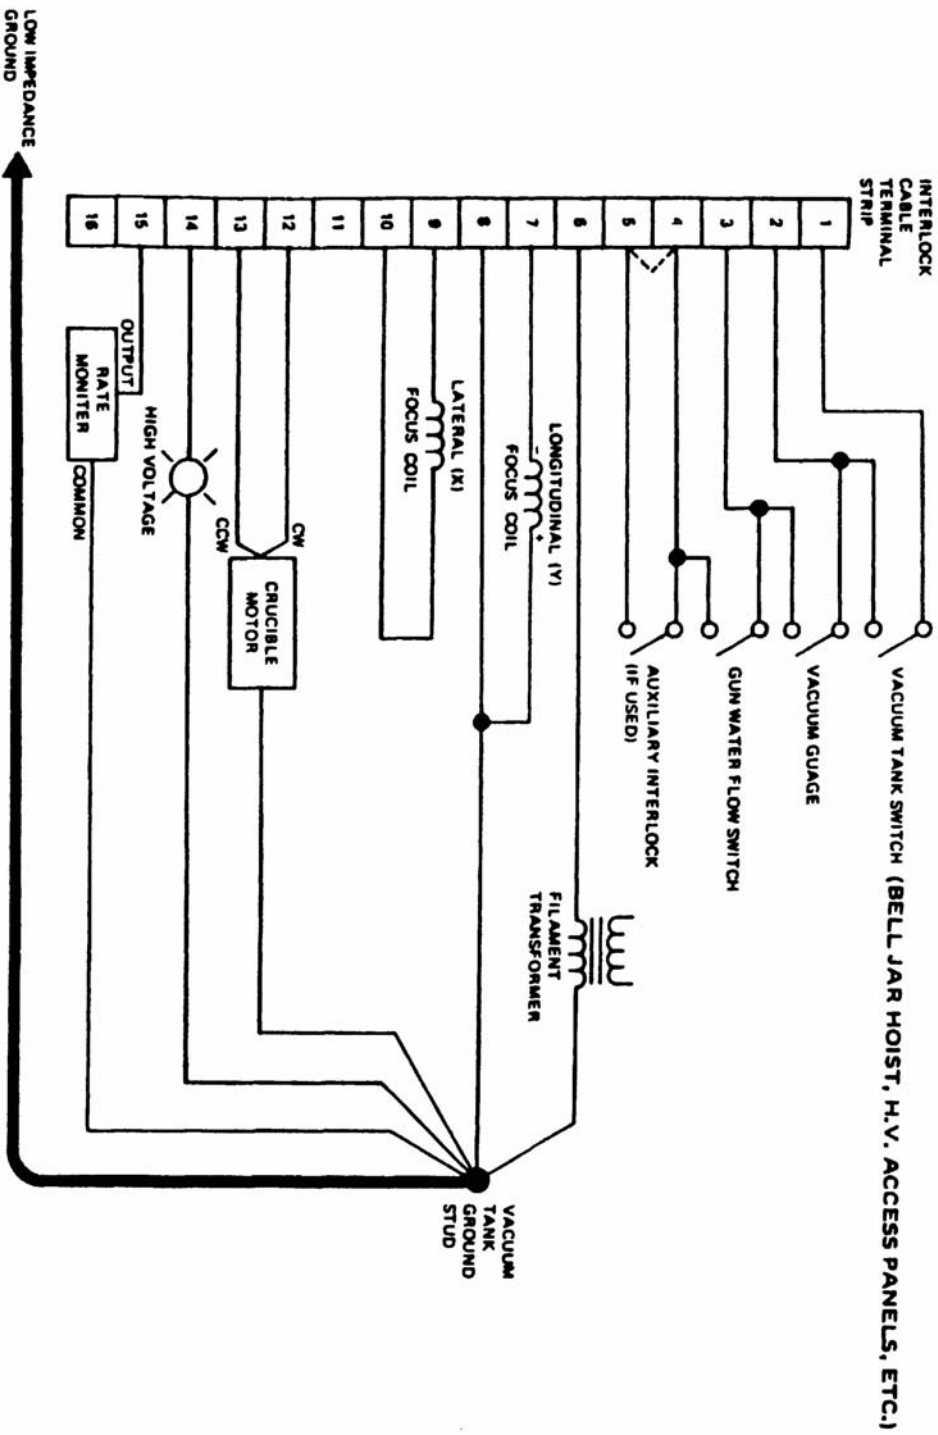 INTERLOCK
CABLE
TERMINAL
STRIP
1
2
3
4
5
6
7
8
9
10
11
12
13
14
15
16
VACUUM TANK SWITCH (BELL JAR HOIST, H.V. ACCESS PANELS, ETC.)
VACUUM GUAGE
GUN WATER FLOW SWITCH
AUXILIARY INTERLOCK
(IF USED)
FILAMENT
TRANSFORMER
LONGITUDINAL (Y)
- +
FOCUS COIL
LATERAL (X)
FOCUS COIL
CW
CCW
CRUCIBLE
MOTOR
HIGH VOLTAGE
OUTPUT
RATE
MONITER
COMMON
VACUUM
TANK
GROUND
STUD
LOW IMPEDANCE
GROUND